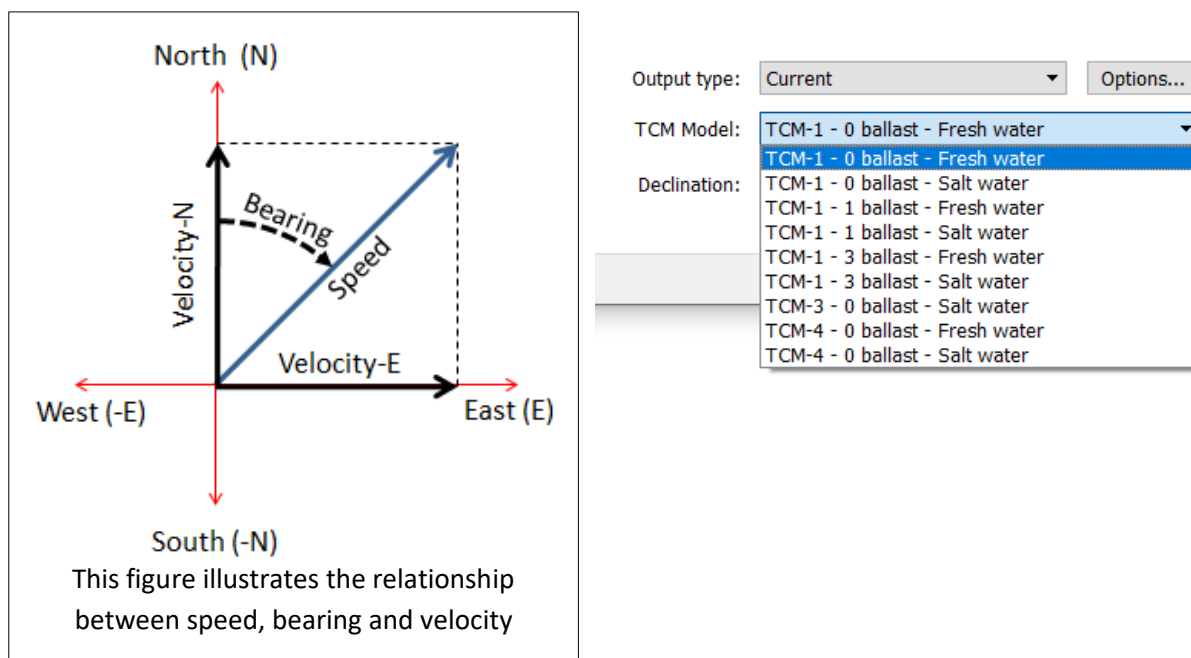 North (N)
Velocity-N
Bearing
Speed
Velocity-E
West (-E)
East (E)
South (-N)
This figure illustrates the relationship
between speed, bearing and velocity
Output type: Current Options...
TCM Model: TCM-1 - 0 ballast - Fresh water
TCM-1 - 0 ballast - Fresh water
Declination: TCM-1 - 0 ballast - Salt water
TCM-1 - 1 ballast - Fresh water
TCM-1 - 1 ballast - Salt water
TCM-1 - 3 ballast - Fresh water
TCM-1 - 3 ballast - Salt water
TCM-3 - 0 ballast - Salt water
TCM-4 - 0 ballast - Fresh water
TCM-4 - 0 ballast - Salt water